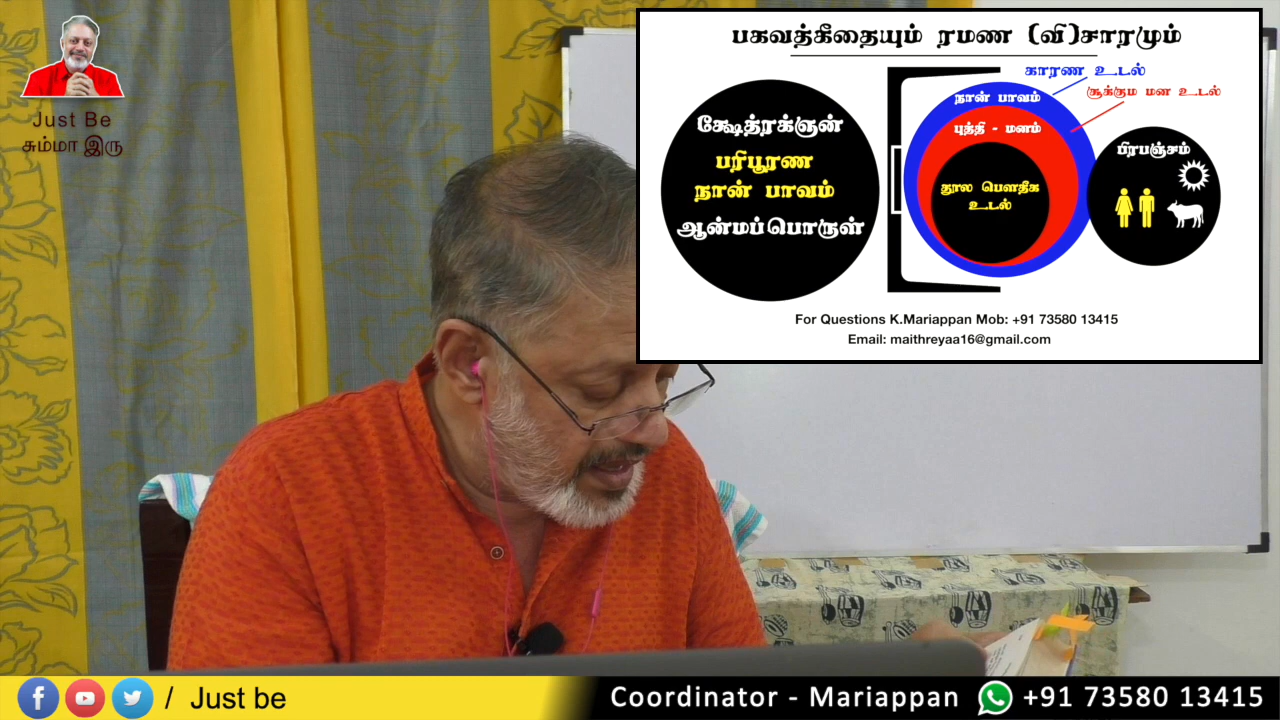 Just Be
சும்மா இரு
பகவத்கீதையும் ரமண (வி)சாரமும்
காரண உடல்
சூக்கும மன உடல்
நான் பாவம்
புத்தி - மனம்
தூல பௌதீக
உடல்
க்ஷேத்ரக்ஞன்
பரிபூரண
நான் பாவம்
ஆன்மப்பொருள்
பிரபஞ்சம்
For Questions K.Mariappan Mob: +91 73580 13415
Email: maithreyaa16@gmail.com
/ Just be
Coordinator - Mariappan +91 73580 13415